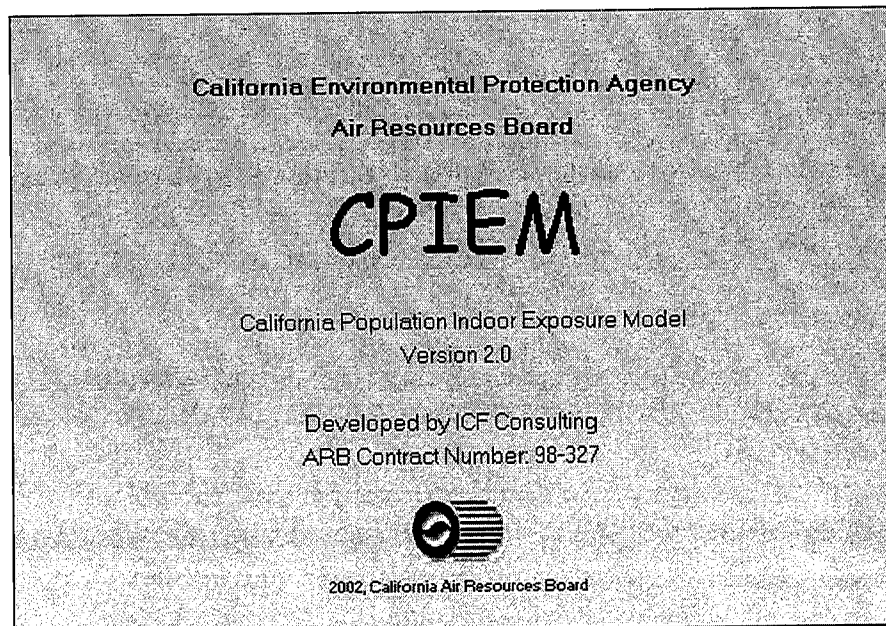 California Environmental Protection Agency
Air Resources Board
CPIEM
California Population Indoor Exposure Model
Version 2.0
Developed by ICF Consulting
ARB Contract Number: 98-327
2002, California Air Resources Board